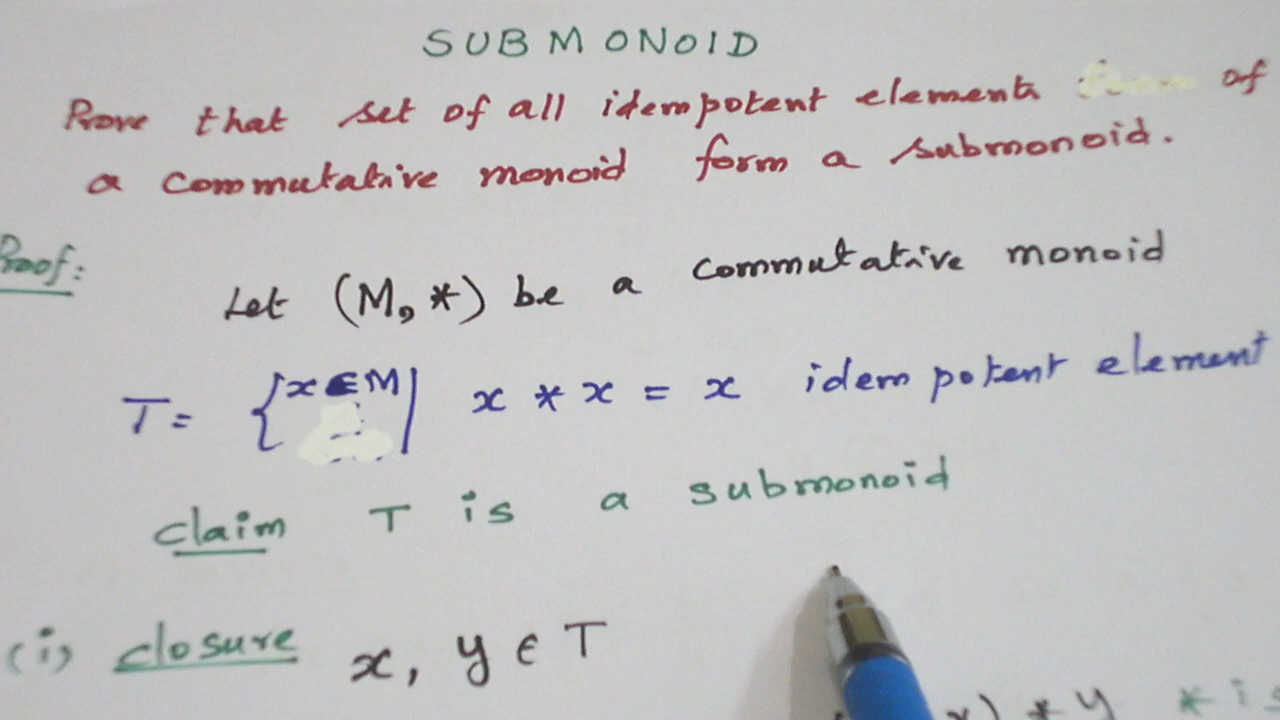 SUBMONOID
Prove that set of all idempotent elements of
a commutative monoid form a submonoid.
Proof:
Let (M, *) be a commutative monoid
T = { x ∈ M | x * x = x idempotent element
Claim T is a submonoid
(i) closure x, y ∈ T
x) * y * is